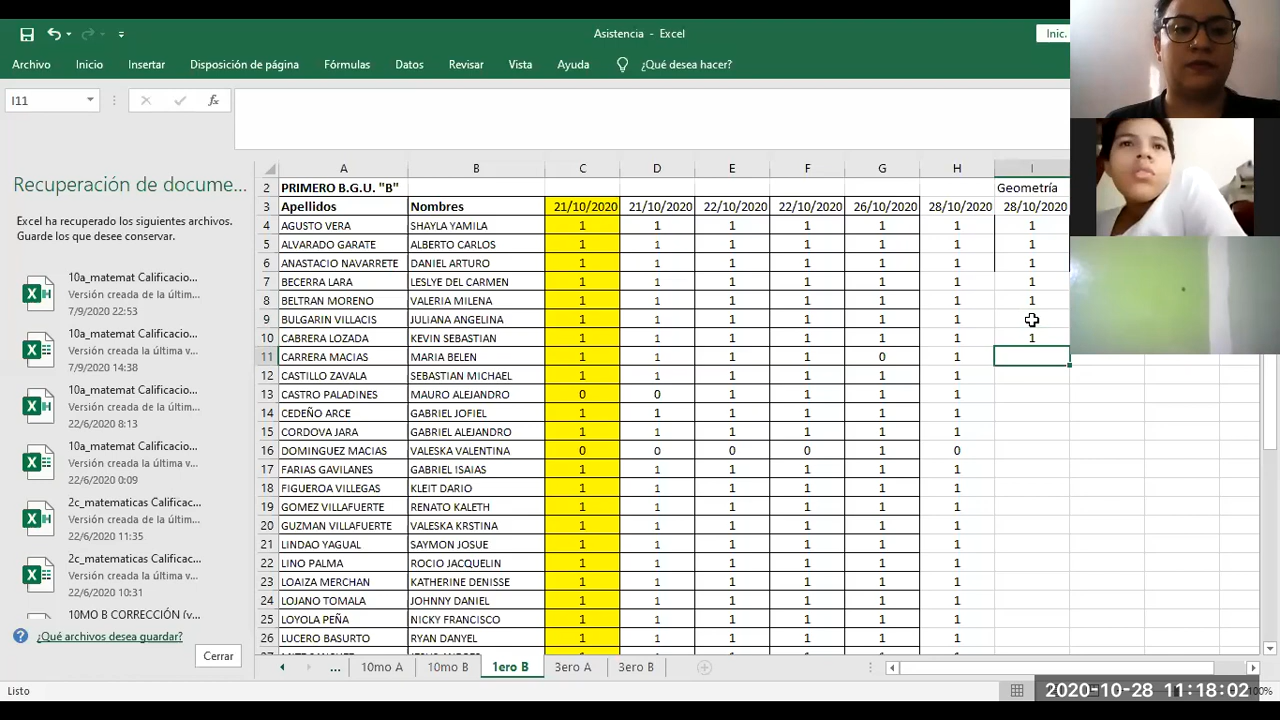 Asistencia - Excel
Inic.
Archivo Inicio Insertar Disposición de página Fórmulas Datos Revisar Vista Ayuda ¿Qué desea hacer?
I11
fx
Recuperación de docume...
Excel ha recuperado los siguientes archivos.
Guarde los que desee conservar.
10a_matemat Calificacio...
Versión creada de la últim...
7/9/2020 22:53
10a_matemat Calificacio...
Versión creada de la última v...
7/9/2020 14:38
10a_matemat Calificacio...
Versión creada de la última v...
22/6/2020 8:13
10a_matemat Calificacio...
Versión creada de la última v...
22/6/2020 0:09
2c_matematicas Calificac...
Versión creada de la última v...
22/6/2020 11:35
2c_matematicas Calificac...
Versión creada de la última v...
22/6/2020 10:31
10MO B CORRECCIÓN (v...
¿Qué archivos desea guardar?
Cerrar
A B C D E F G H I
2 PRIMERO B.G.U. "B" Geometría
3 Apellidos Nombres 21/10/2020 21/10/2020 22/10/2020 22/10/2020 26/10/2020 28/10/2020 28/10/2020
4 AGUSTO VERA SHAYLA YAMILA 1 1 1 1 1 1 1
5 ALVARADO GARATE ALBERTO CARLOS 1 1 1 1 1 1 1
6 ANASTACIO NAVARRETE DANIEL ARTURO 1 1 1 1 1 1 1
7 BECERRA LARA LESLYE DEL CARMEN 1 1 1 1 1 1 1
8 BELTRAN MORENO VALERIA MILENA 1 1 1 1 1 1 1
9 BULGARIN VILLACIS JULIANA ANGELINA 1 1 1 1 1 1
10 CABRERA LOZADA KEVIN SEBASTIAN 1 1 1 1 1 1 1
11 CARRERA MACIAS MARIA BELEN 1 1 1 1 0 1
12 CASTILLO ZAVALA SEBASTIAN MICHAEL 1 1 1 1 1 1
13 CASTRO PALADINES MAURO ALEJANDRO 0 0 1 1 1 1
14 CEDEÑO ARCE GABRIEL JOFIEL 1 1 1 1 1 1
15 CORDOVA JARA GABRIEL ALEJANDRO 1 1 1 1 1 1
16 DOMINGUEZ MACIAS VALESKA VALENTINA 0 0 0 0 1 0
17 FARIAS GAVILANES GABRIEL ISAIAS 1 1 1 1 1 1
18 FIGUEROA VILLEGAS KLEIT DARIO 1 1 1 1 1 1
19 GOMEZ VILLAFUERTE RENATO KALETH 1 1 1 1 1 1
20 GUZMAN VILLAFUERTE VALESKA KRSTINA 1 1 1 1 1 1
21 LINDAO YAGUAL SAYMON JOSUE 1 1 1 1 1 1
22 LINO PALMA ROCIO JACQUELIN 1 1 1 1 1 1
23 LOAIZA MERCHAN KATHERINE DENISSE 1 1 1 1 1 1
24 LOJANO TOMALA JOHNNY DANIEL 1 1 1 1 1 1
25 LOYOLA PEÑA NICKY FRANCISCO 1 1 1 1 1 1
26 LUCERO BASURTO RYAN DANYEL 1 1 1 1 1 1
... 10mo A 10mo B 1ero B 3ero A 3ero B
Listo
2020-10-28 11:18:02